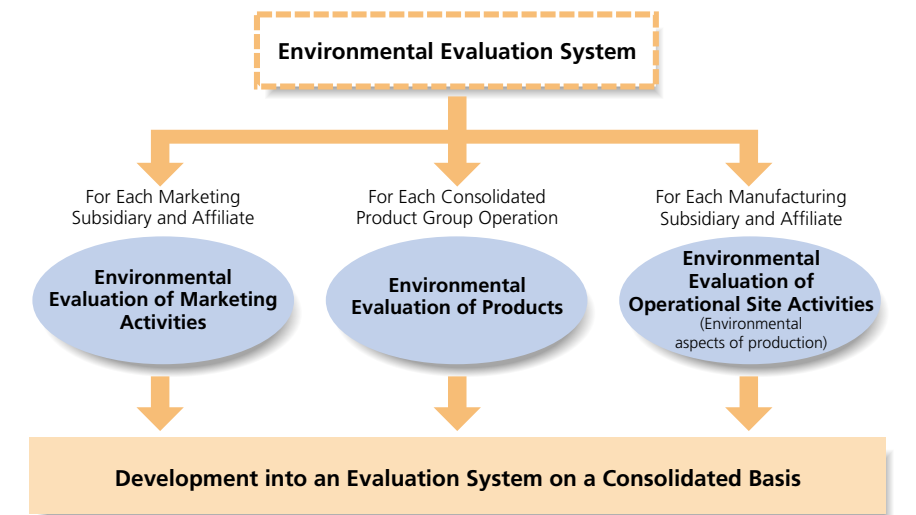 Environmental Evaluation System
For Each Marketing
Subsidiary and Affiliate
Environmental
Evaluation of Marketing
Activities
For Each Consolidated
Product Group Operation
Environmental
Evaluation of Products
For Each Manufacturing
Subsidiary and Affiliate
Environmental
Evaluation of
Operational Site Activities
(Environmental
aspects of production)
Development into an Evaluation System on a Consolidated Basis